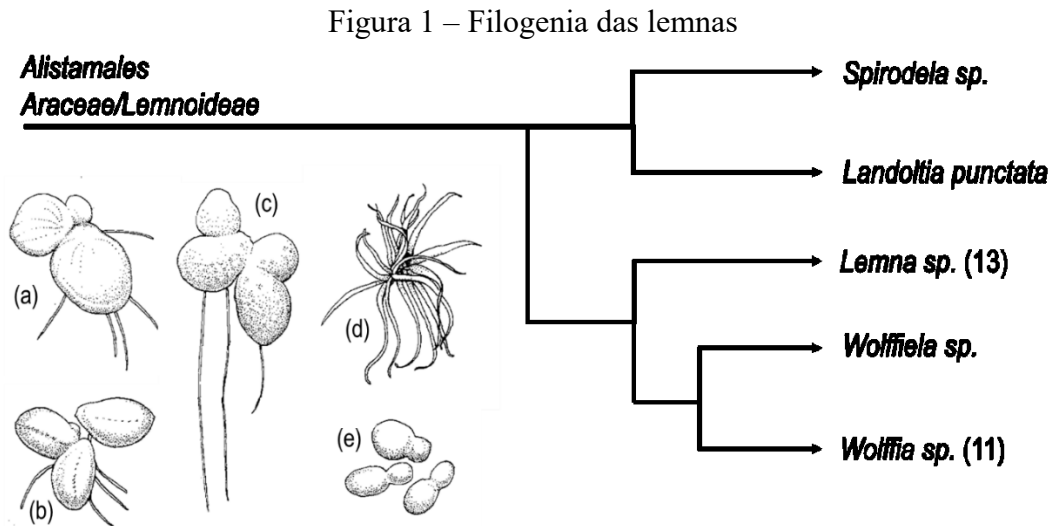 Figura 1 – Filogenia das lemnas
Alistamales
Araceae/Lemnoideae
Spirodela sp.
Landoltia punctata
Lemna sp. (13)
Wolffiela sp.
Wolffia sp. (11)
(a)
(c)
(d)
(b)
(e)